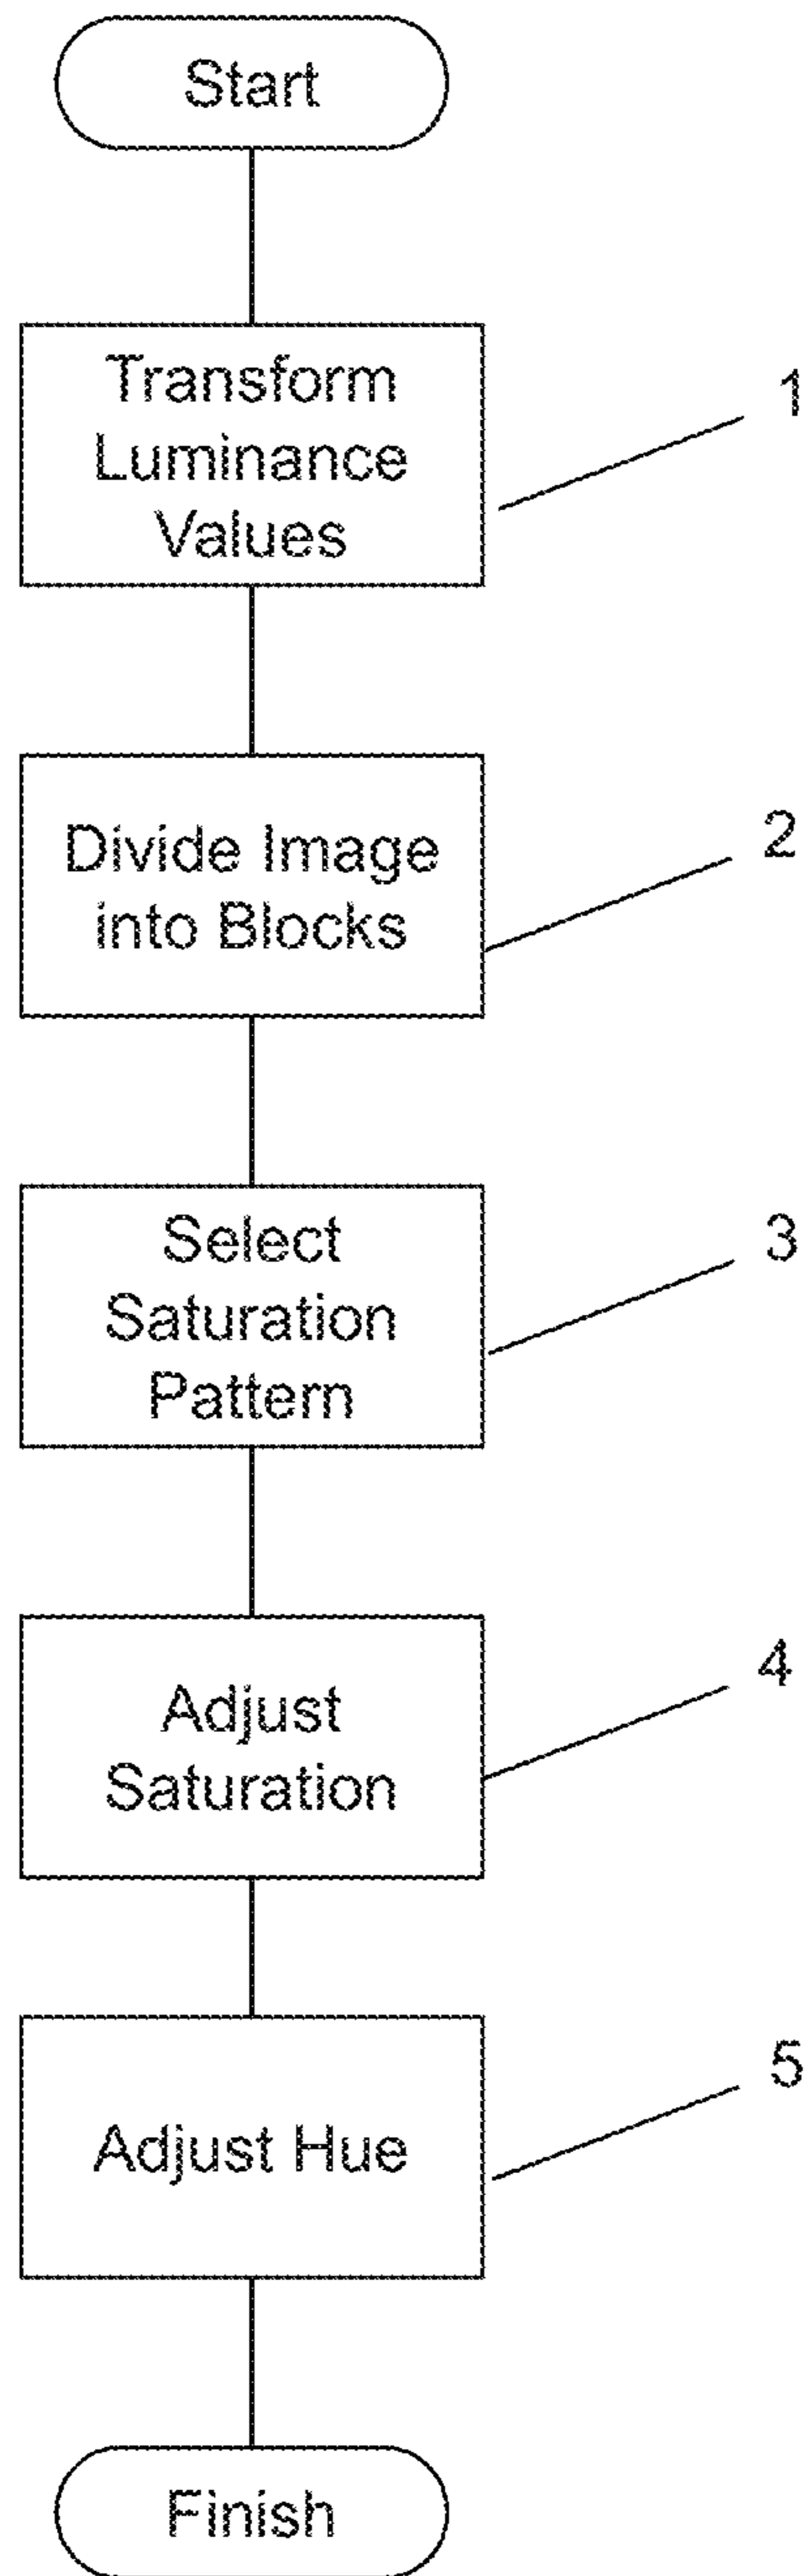 Start
Transform
Luminance
Values
1
Divide Image
into Blocks
2
Select
Saturation
Pattern
3
Adjust
Saturation
4
Adjust Hue
5
Finish